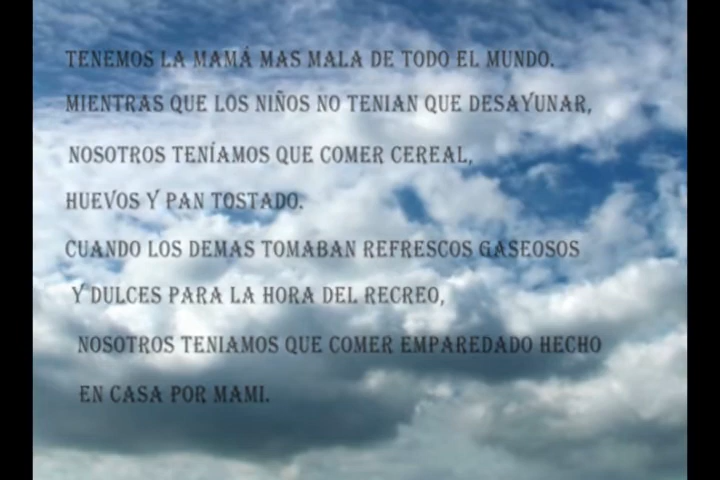 TENEMOS LA MAMÁ MAS MALA DE TODO EL MUNDO.
MIENTRAS QUE LOS NIÑOS NO TENIAN QUE DESAYUNAR,
NOSOTROS TENÍAMOS QUE COMER CEREAL,
HUEVOS Y PAN TOSTADO.
CUANDO LOS DEMAS TOMABAN REFRESCOS GASEOSOS
Y DULCES PARA LA HORA DEL RECREO,
NOSOTROS TENIAMOS QUE COMER EMPAREDADO HECHO
EN CASA POR MAMI.